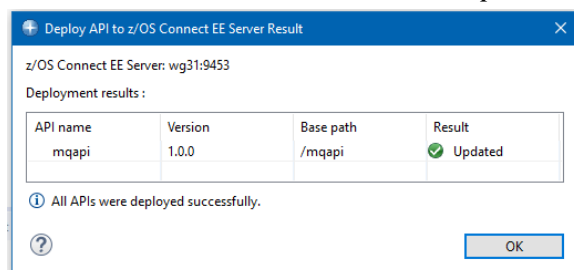 Deploy API to z/OS Connect EE Server Result
z/OS Connect EE Server: wg31:9453
Deployment results :
API name Version Base path Result
mqapi 1.0.0 /mqapi Updated
All APIs were deployed successfully.
OK